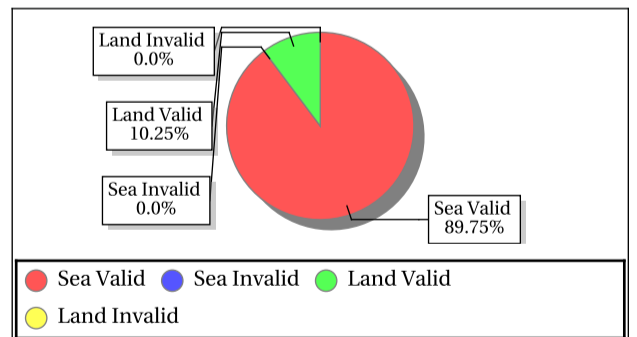 Land Invalid
0.0%
Land Valid
10.25%
Sea Invalid
0.0%
Sea Valid
89.75%
Sea Valid Sea Invalid Land Valid
Land Invalid